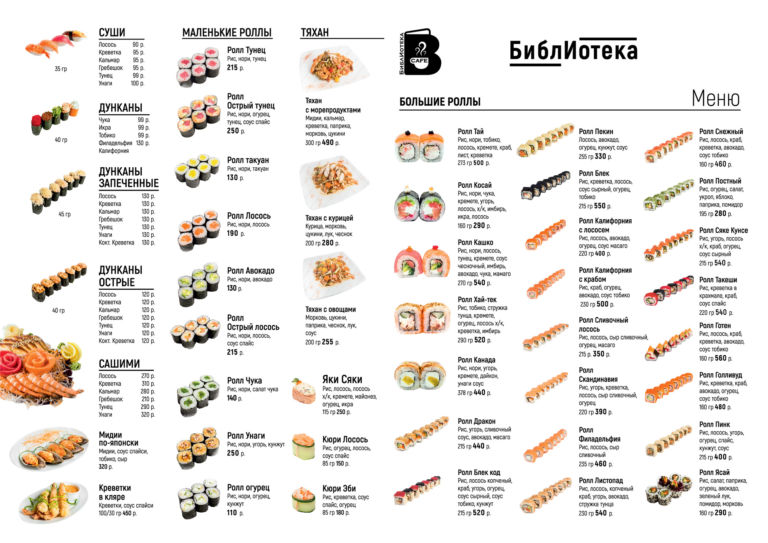 СУШИ
Лосось 90 р.
Креветка 95 р.
Кальмар 95 р.
Гребешок 95 р.
Тунец 99 р.
Унаги 100 р.
35 гр
ДУНКАНЫ
Чука 99 р.
Икра 99 р.
Тобико 99 р.
Филадельфия 130 р.
Калифорния
40 гр
ДУНКАНЫ
ЗАПЕЧЕННЫЕ
Лосось 130 р.
Креветка 130 р.
Кальмар 130 р.
Гребешок 130 р.
Тунец 130 р.
Унаги 130 р.
Кокт. Креветка 130 р.
45 гр
ДУНКАНЫ
ОСТРЫЕ
Лосось 120 р.
Креветка 120 р.
Кальмар 120 р.
Гребешок 120 р.
Тунец 120 р.
Унаги 120 р.
Кокт. Креветка 120 р.
40 гр
САШИМИ
Лосось 270 р.
Креветка 310 р.
Кальмар 280 р.
Гребешок 210 р.
Тунец 290 р.
Унаги 320 р.
Мидии
по-японски
Мидии, соус спайси,
тобико, сыр
320 р.
Креветки
в кляре
Креветки, соус спайси
100/30 гр 450 р.
МАЛЕНЬКИЕ РОЛЛЫ
Ролл Тунец
Рис, нори, тунец
215 р.
Ролл
Острый тунец
Рис, нори, огурец,
тунец, соус спайс
250 р.
Ролл такуан
Рис, нори, такуан
130 р.
Ролл Лосось
Рис, нори, лосось
190 р.
Ролл Авокадо
Рис, нори, авокадо
130 р.
Ролл
Острый лосось
Рис, нори, лосось,
соус спайс
215 р.
Ролл Чука
Рис, нори, салат чука
140 р.
Ролл Унаги
Рис, нори, угорь, кунжут
250 р.
Ролл огурец
Рис, нори, огурец,
кунжут
110 р.
ТЯХАН
Тяхан
с морепродуктами
Мидии, кальмар,
креветка, паприка,
морковь, цукини
300 гр 490 р.
Тяхан с курицей
Курица, морковь,
цукини, лук, чеснок
200 гр 280 р.
Тяхан с овощами
Морковь, цукини,
паприка, чеснок, лук,
соус
200 гр 255 р.
Яки Сяки
Рис, лосось, лосось
х/к, кремете, майонез,
огурец, икра
115 гр 250 р.
Кюри Лосось
Рис, огурец, лосось,
соус спайс
85 гр 150 р.
Кюри Эби
Рис, креветка, соус
спайс, огурец
85 гр 180 р.
БИБЛИОТЕКА
CAFE
БиблИотека
БОЛЬШИЕ РОЛЛЫ
Меню
Ролл Тай
Рис, нори, тобико,
лосось, кремете, краб,
лист, креветка
273 гр 500 р.
Ролл Косай
Рис, нори, чука,
кремете, угорь,
лосось, х/к, имбирь,
икра, лосось
160 гр 290 р.
Ролл Кашко
Рис, нори, лосось,
тунец, кремете, соус
чесночный, имбирь,
авокадо, чука, мамаго
270 гр 540 р.
Ролл Хай-тек
Рис, тобико, стружка
тунца, кремете,
огурец, лосось х/к,
креветка, имбирь
290 гр 520 р.
Ролл Канада
Рис, нори, угорь,
кремете, дайкон,
унаги соус
378 гр 440 р.
Ролл Дракон
Рис, угорь, сливочный
соус, авокадо, масаго
215 гр 440 р.
Ролл Блек код
Рис, лосось копченый,
краб, угорь, огурец,
соус сырный, соус
тобико, кунжут
215 гр 520 р.
Ролл Пекин
Лосось, авокадо,
огурец, кунжут, соус
255 гр 330 р.
Ролл Блек
Рис, креветка, лосось,
соус сырный, огурец,
тобико
215 гр 550 р.
Ролл Калифорния
с лососем
Рис, лосось, авокадо,
огурец, соус масаго
220 гр 400 р.
Ролл Калифорния
с крабом
Рис, краб, огурец,
авокадо, соус тобико
230 гр 500 р.
Ролл Сливочный
лосось
Рис, лосось, сыр сливочный,
огурец, масаго
215 гр. 350 р.
Ролл
Скандинавия
Рис, угорь, креветка,
лосось, сыр сливочный,
огурец
220 гр 390 р.
Ролл
Филадельфия
Рис, лосось, сыр
сливочный
235 гр 460 р.
Ролл Листопад
Рис, лосось копченый,
краб, угорь, авокадо,
стружке тунца
230 гр 540 р.
Ролл Снежный
Рис, лосось, краб,
креветка, авокадо,
соус тобико
160 гр 460 р.
Ролл Постный
Рис, огурец, салат,
укроп, яблоко,
паприка, помидор
195 гр 280 р.
Ролл Сяке Кунсе
Рис, угорь, лосось
х/к, краб, огурец,
соус сырный
215 гр 540 р.
Ролл Такеши
Рис, креветка в
крахмале, краб,
соус спайс
220 гр 540 р.
Ролл Готен
Рис, лосось, краб,
креветка, авокадо,
соус тобико
160 гр 560 р.
Ролл Голливуд
Рис, креветка, краб,
авокадо, огурец,
соус тобико
160 гр 480 р.
Ролл Пинк
Рис, лосось, угорь,
огурец, спайс,
кунжут, соус
215 гр 400 р.
Ролл Ясай
Рис, салат, паприка,
огурец, авокадо,
зеленый лук,
помидор, морковь
160 гр 290 р.